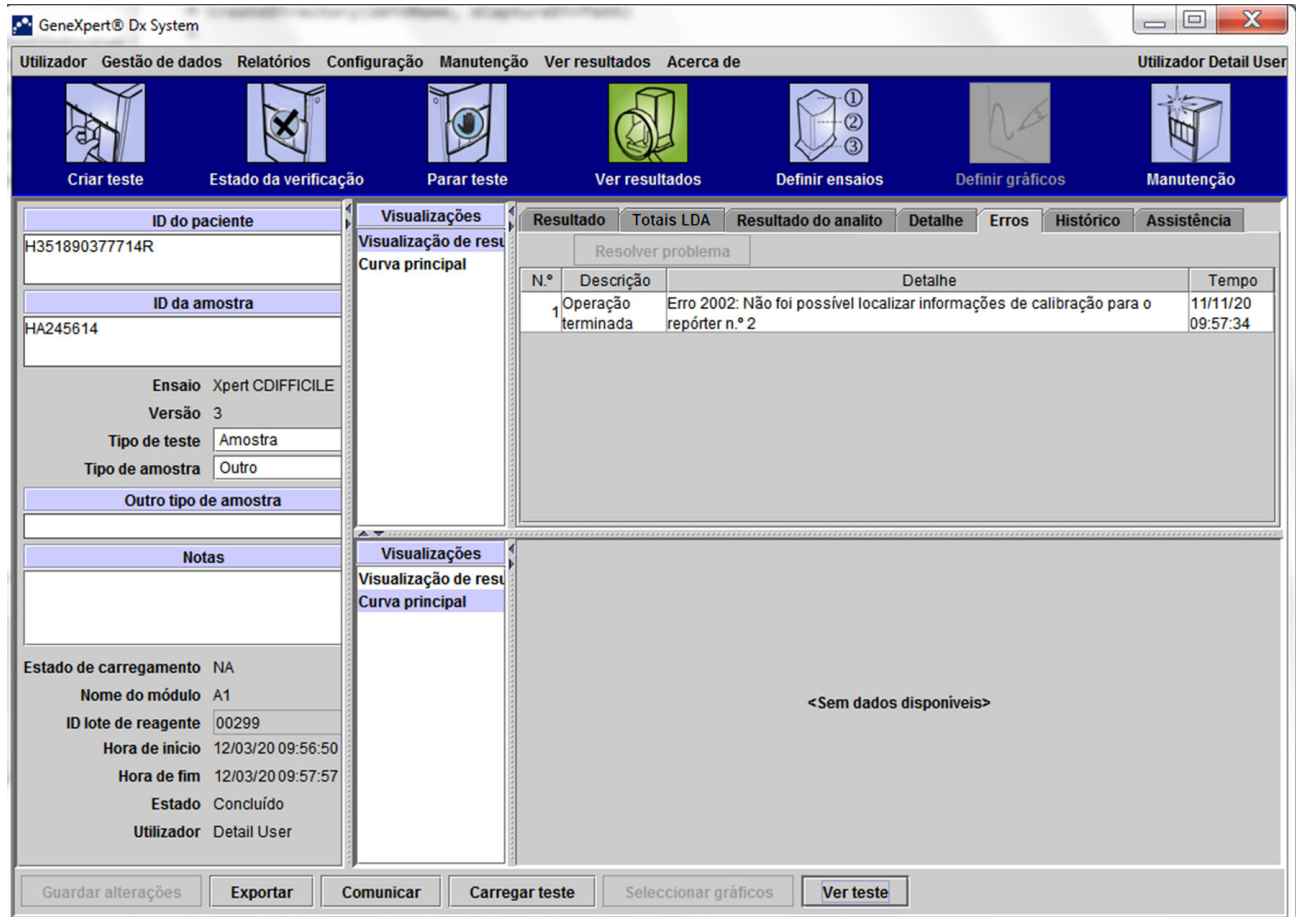 GeneXpert® Dx System
Utilizador Gestão de dados Relatórios Configuração Manutenção Ver resultados Acerca de Utilizador Detail User
1
2
3
Criar teste Estado da verificação Parar teste Ver resultados Definir ensaios Definir gráficos Manutenção
ID do paciente
H351890377714R
ID da amostra
HA245614
Ensaio Xpert CDIFFICILE
Versão 3
Tipo de teste Amostra
Tipo de amostra Outro
Outro tipo de amostra
Notas
Estado de carregamento NA
Nome do módulo A1
ID lote de reagente 00299
Hora de início 12/03/20 09:56:50
Hora de fim 12/03/20 09:57:57
Estado Concluído
Utilizador Detail User
Visualizações
Visualização de resu
Curva principal
Resultado Totais LDA Resultado do analito Detalhe Erros Histórico Assistência
Resolver problema
N.º Descrição Detalhe Tempo
1 Operação terminada Erro 2002: Não foi possível localizar informações de calibração para o 11/11/20
repórter n.º 2 09:57:34
Visualizações
Visualização de resu
Curva principal
<Sem dados disponíveis>
Guardar alterações Exportar Comunicar Carregar teste Seleccionar gráficos Ver teste